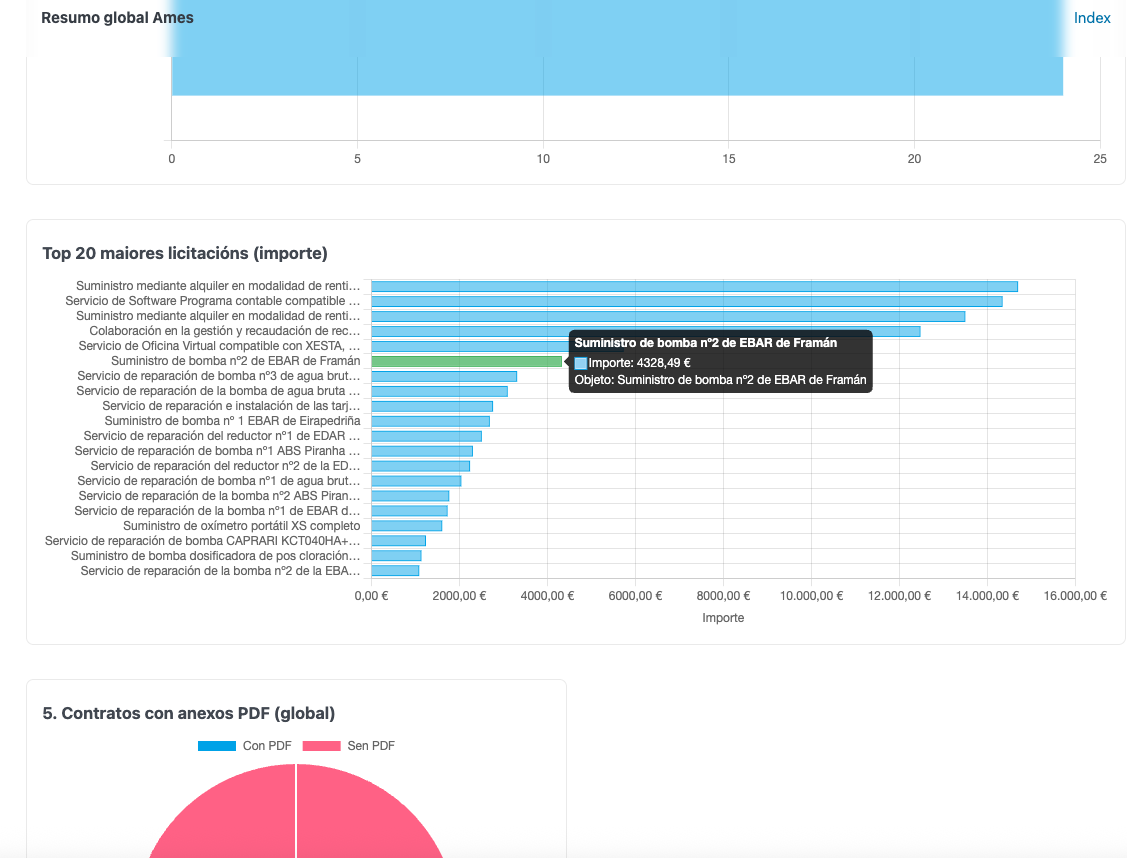 Resumo global Ames
Index
0 5 10 15 20 25
Top 20 maiores licitacións (importe)
Suministro mediante alquiler en modalidad de renti...
Servicio de Software Programa contable compatible ...
Suministro mediante alquiler en modalidad de renti...
Colaboración en la gestión y recaudación de rec...
Servicio de Oficina Virtual compatible con XESTA, ...
Suministro de bomba nº2 de EBAR de Framán
Servicio de reparación de bomba nº3 de agua brut...
Servicio de reparación de la bomba de agua bruta ...
Servicio de reparación e instalación de las tarj...
Suministro de bomba nº 1 EBAR de Eirapedriña
Servicio de reparación del reductor nº1 de EDAR ...
Servicio de reparación de bomba nº1 ABS Piranha ...
Servicio de reparación del reductor nº2 de la ED...
Servicio de reparación de bomba nº1 de agua brut...
Servicio de reparación de la bomba nº2 ABS Piran...
Servicio de reparación de la bomba nº1 de EBAR d...
Suministro de oxímetro portátil XS completo
Servicio de reparación de bomba CAPRARI KCT040HA+...
Suministro de bomba dosificadora de pos cloración...
Servicio de reparación de la bomba nº2 de la EBA...
Suministro de bomba nº2 de EBAR de Framán
Importe: 4328,49 €
Objeto: Suministro de bomba nº2 de EBAR de Framán
0,00 € 2000,00 € 4000,00 € 6000,00 € 8000,00 € 10.000,00 € 12.000,00 € 14.000,00 € 16.000,00 €
Importe
5. Contratos con anexos PDF (global)
Con PDF Sen PDF